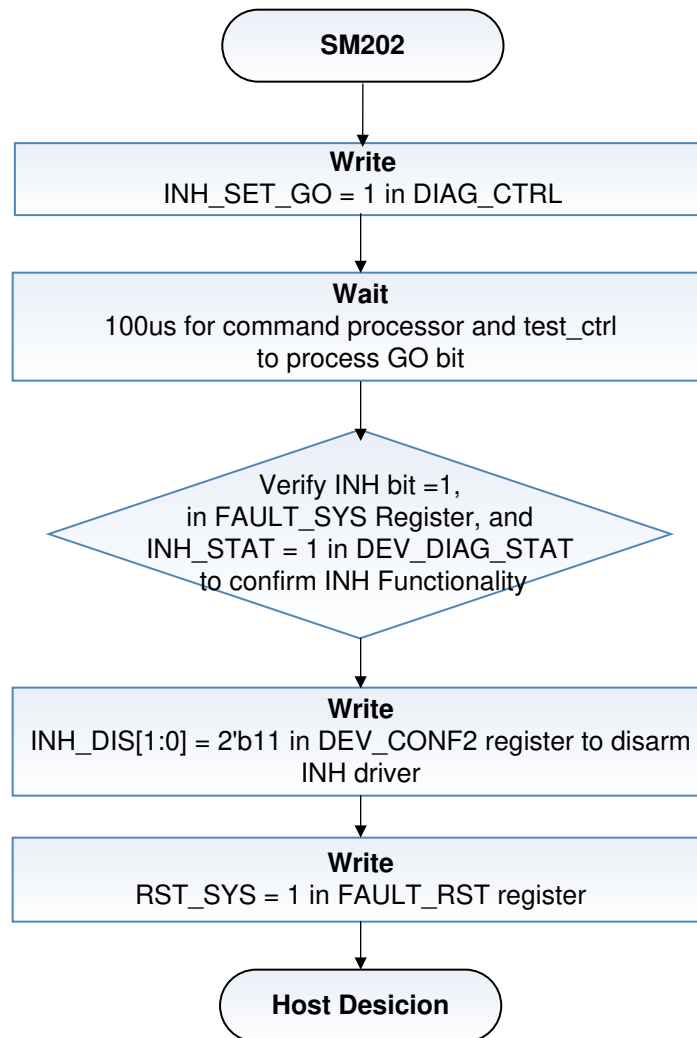 SM202
Write
INH_SET_GO = 1 in DIAG_CTRL
Wait
100us for command processor and test_ctrl
to process GO bit
Verify INH bit =1,
in FAULT_SYS Register, and
INH_STAT = 1 in DEV_DIAG_STAT
to confirm INH Functionality
Write
INH_DIS[1:0] = 2'b11 in DEV_CONF2 register to disarm
INH driver
Write
RST_SYS = 1 in FAULT_RST register
Host Desicion